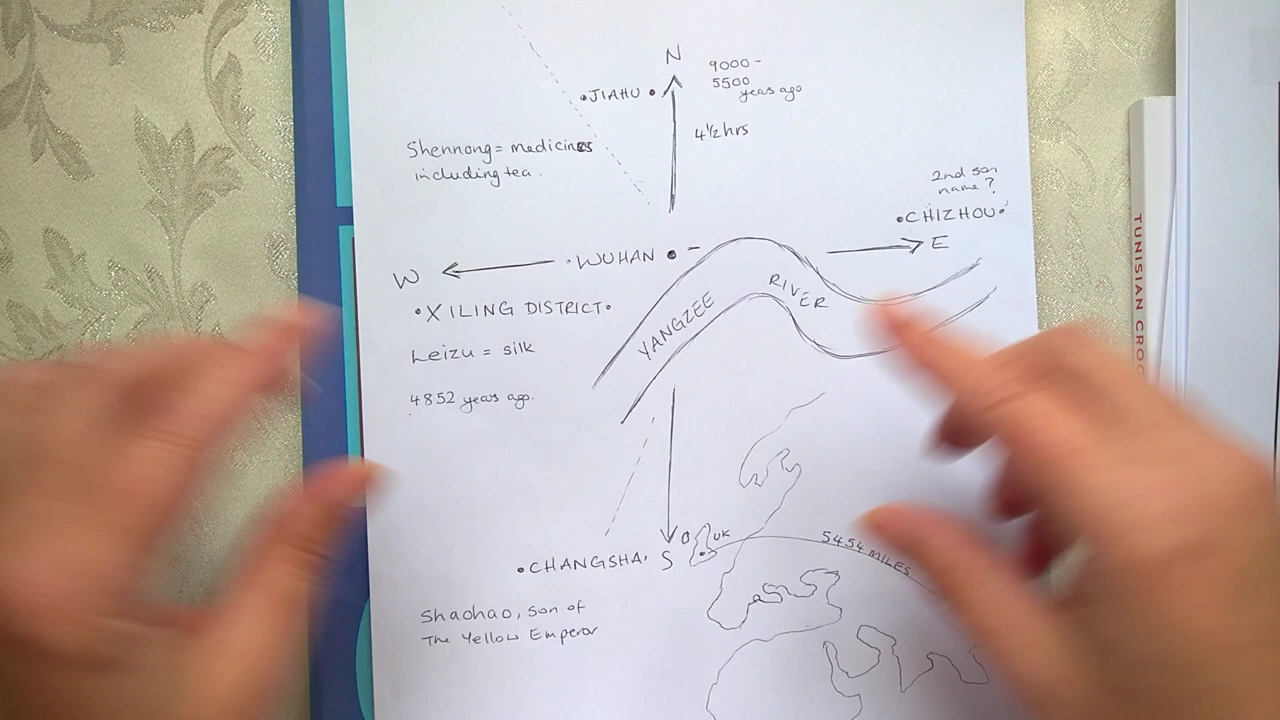 N
9000 -
5500
years ago
• JIAHU •
4½hrs
Shennong = medicines
including tea.
2nd son
name?
• CHIZHOU •
E
• WUHAN • -
W
• XILING DISTRICT •
RIVER
YANGZEE
Leizu = silk
4852 years ago.
UK
5454 MILES
• CHANGSHA •
S
Shaohao, son of
The Yellow Emperor
TUNISIAN CROC